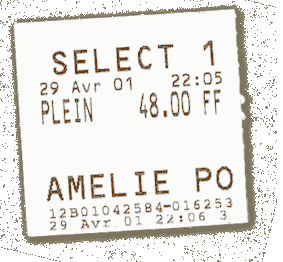 SELECT 1
29 Avr 01 22:05
PLEIN 48.00 FF
AMELIE PO
12B01042584-016253
29 Avr 01 22:06 3